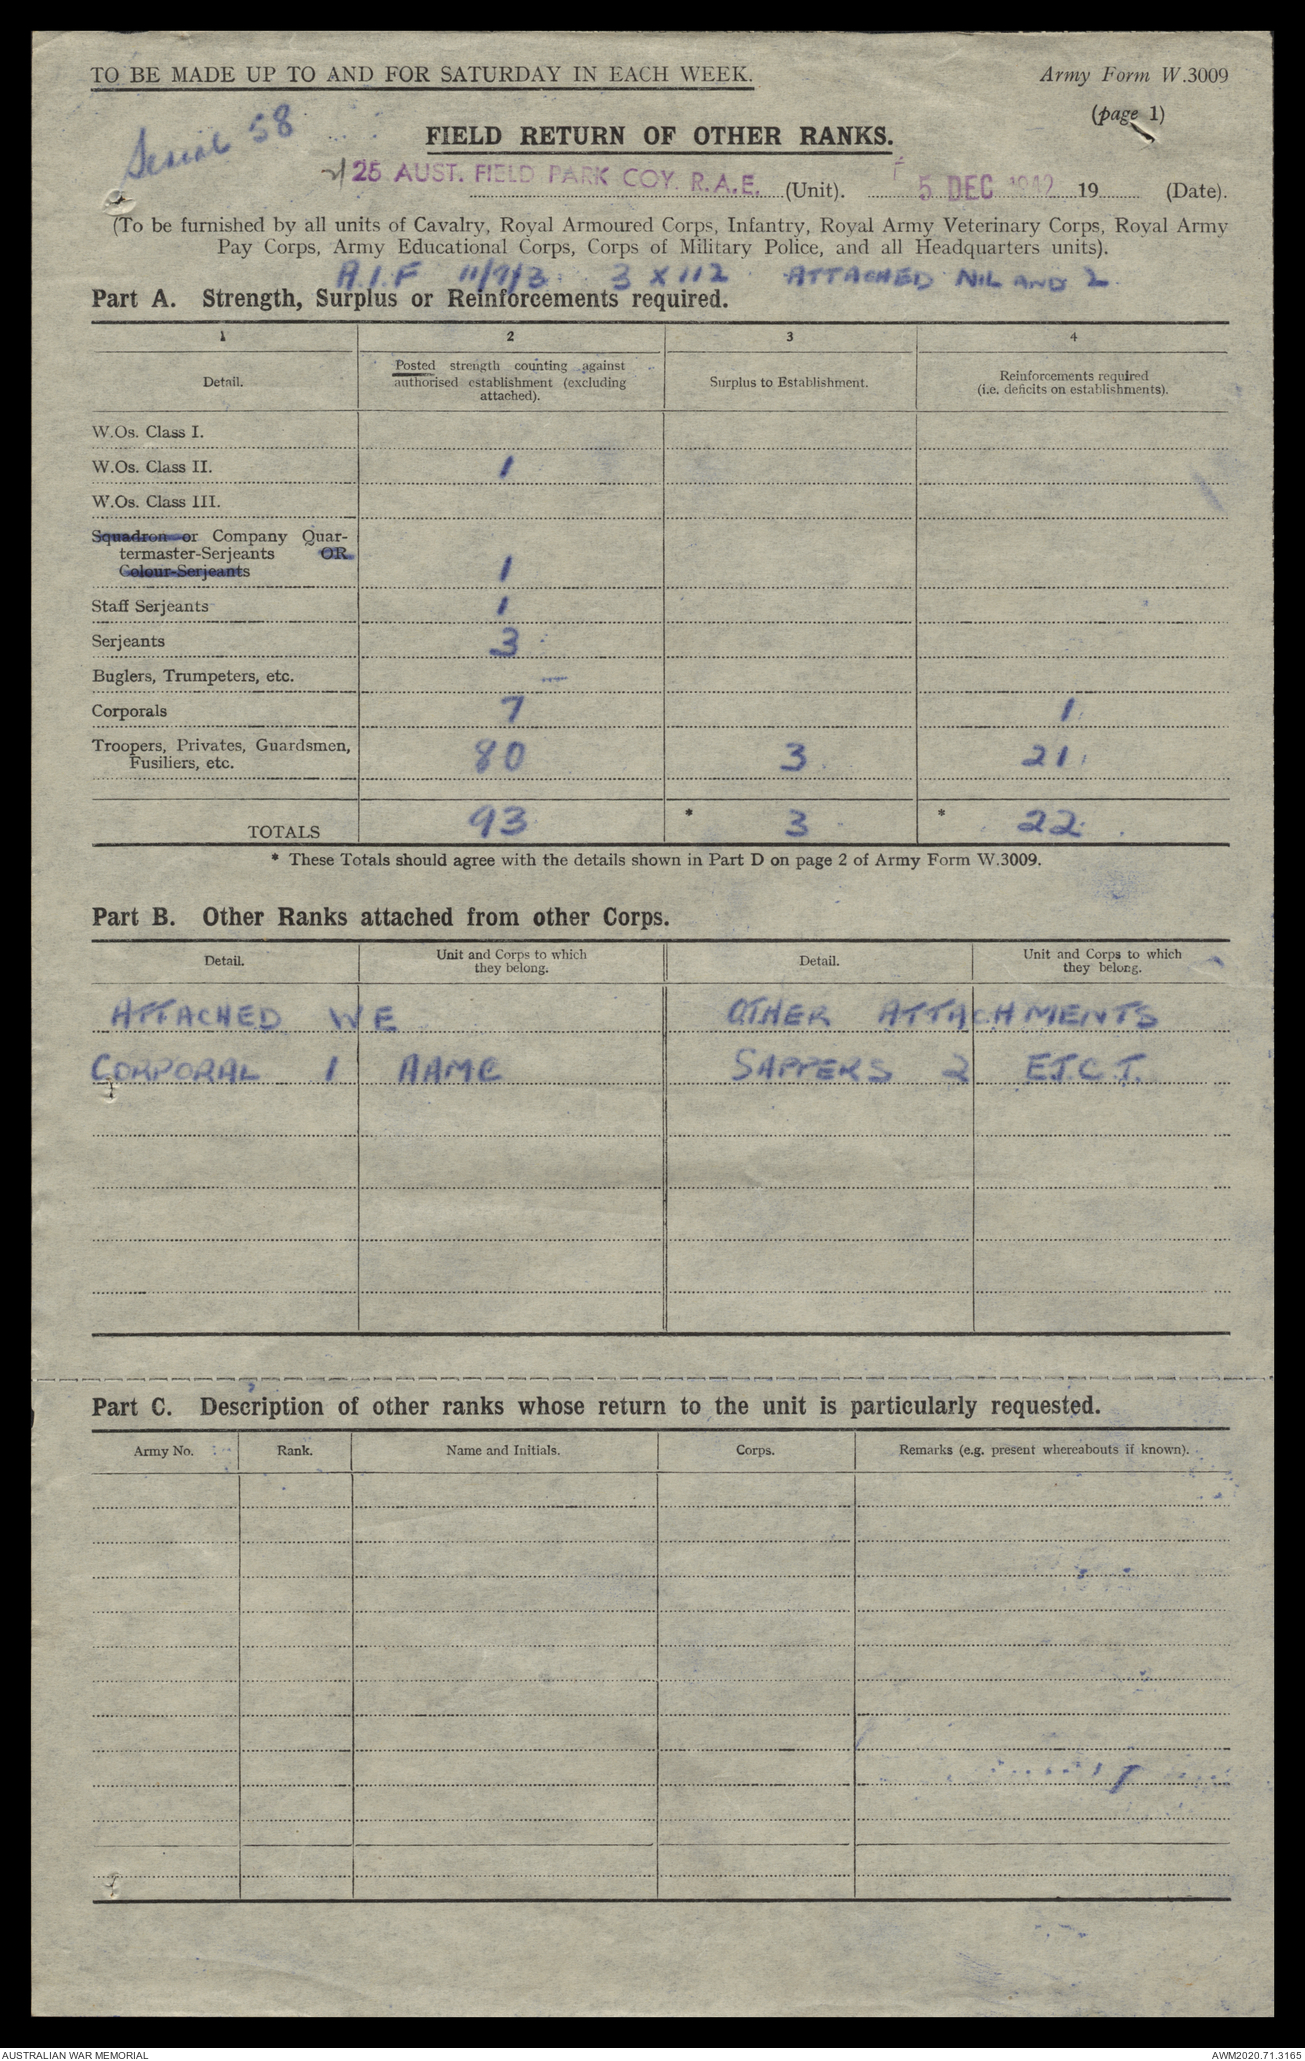 TO BE MADE UP TO AND FOR SATURDAY IN EACH WEEK.
Army Form W.3009
(page 1)
Serial 58
FIELD RETURN OF OTHER RANKS.
25 AUST. FIELD PARK COY. R.A.E. (Unit). 5 DEC 1942 19 (Date).
(To be furnished by all units of Cavalry, Royal Armoured Corps, Infantry, Royal Army Veterinary Corps, Royal Army
Pay Corps, Army Educational Corps, Corps of Military Police, and all Headquarters units).
A.I.F 11/9/3 3 X 112 ATTACHED NIL AND 2
Part A. Strength, Surplus or Reinforcements required.
1 2 3 4
Detail.
Posted strength counting against
authorised establishment (excluding
attached).
Surplus to Establishment.
Reinforcements required
(i.e. deficits on establishments).
W.Os. Class I.
W.Os. Class II. 1
W.Os. Class III.
Squadron or Company Quar-
termaster-Serjeants OR
Colour-Serjeants 1
Staff Serjeants 1
Serjeants 3
Buglers, Trumpeters, etc. —
Corporals 7 1
Troopers, Privates, Guardsmen,
Fusiliers, etc. 80 3 21
TOTALS 93 * 3 * 22
* These Totals should agree with the details shown in Part D on page 2 of Army Form W.3009.
Part B. Other Ranks attached from other Corps.
Detail.
Unit and Corps to which
they belong.
Detail.
Unit and Corps to which
they belong.
ATTACHED WE OTHER ATTACHMENTS
CORPORAL 1 AAMC SAPPERS 2 E.T.C.T.
Part C. Description of other ranks whose return to the unit is particularly requested.
Army No. Rank. Name and Initials. Corps. Remarks (e.g. present whereabouts if known).
AUSTRALIAN WAR MEMORIAL
AWM2020.71.3165